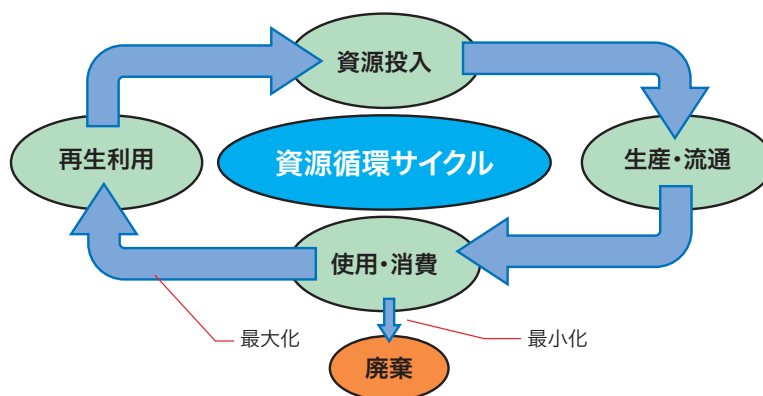 資源投入
再生利用
資源循環サイクル
生産・流通
使用・消費
最大化
最小化
廃棄